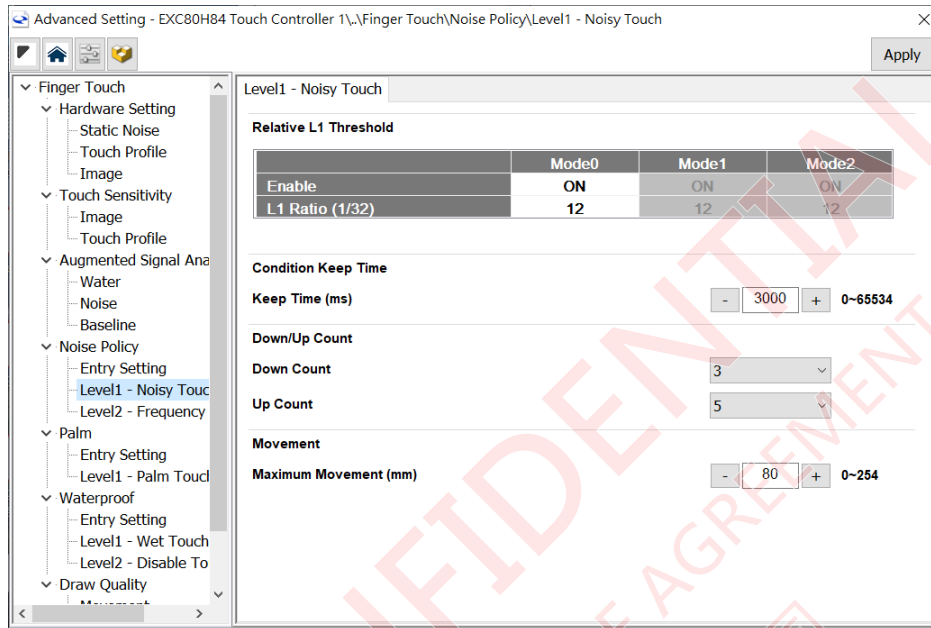 Advanced Setting - EXC80H84 Touch Controller 1\..\Finger Touch\Noise Policy\Level1 - Noisy Touch
Apply
Finger Touch
Hardware Setting
Static Noise
Touch Profile
Image
Touch Sensitivity
Image
Touch Profile
Augmented Signal Ana
Water
Noise
Baseline
Noise Policy
Entry Setting
Level1 - Noisy Touc
Level2 - Frequency
Palm
Entry Setting
Level1 - Palm Toucl
Waterproof
Entry Setting
Level1 - Wet Touch
Level2 - Disable To
Draw Quality
Level1 - Noisy Touch
Relative L1 Threshold
Mode0 Mode1 Mode2
Enable ON ON ON
L1 Ratio (1/32) 12 12 12
Condition Keep Time
Keep Time (ms) - 3000 + 0~65534
Down/Up Count
Down Count 3
Up Count 5
Movement
Maximum Movement (mm) - 80 + 0~254
FIDENTIAL
E AGREEMENT